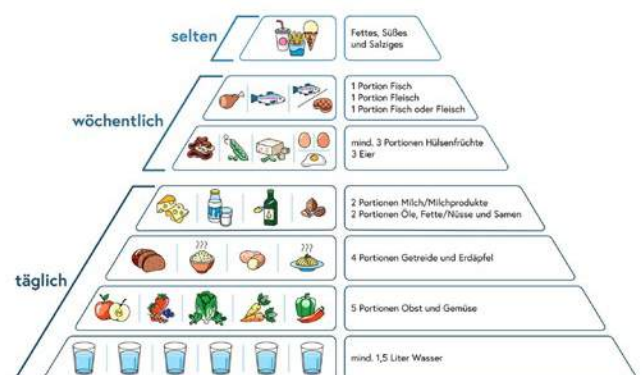 selten
Fettes, Süßes
und Salziges
wöchentlich
1 Portion Fisch
1 Portion Fleisch
1 Portion Fisch oder Fleisch
mind. 3 Portionen Hülsenfrüchte
3 Eier
täglich
2 Portionen Milch/Milchprodukte
2 Portionen Öle, Fette/Nüsse und Samen
4 Portionen Getreide und Erdäpfel
5 Portionen Obst und Gemüse
mind. 1,5 Liter Wasser